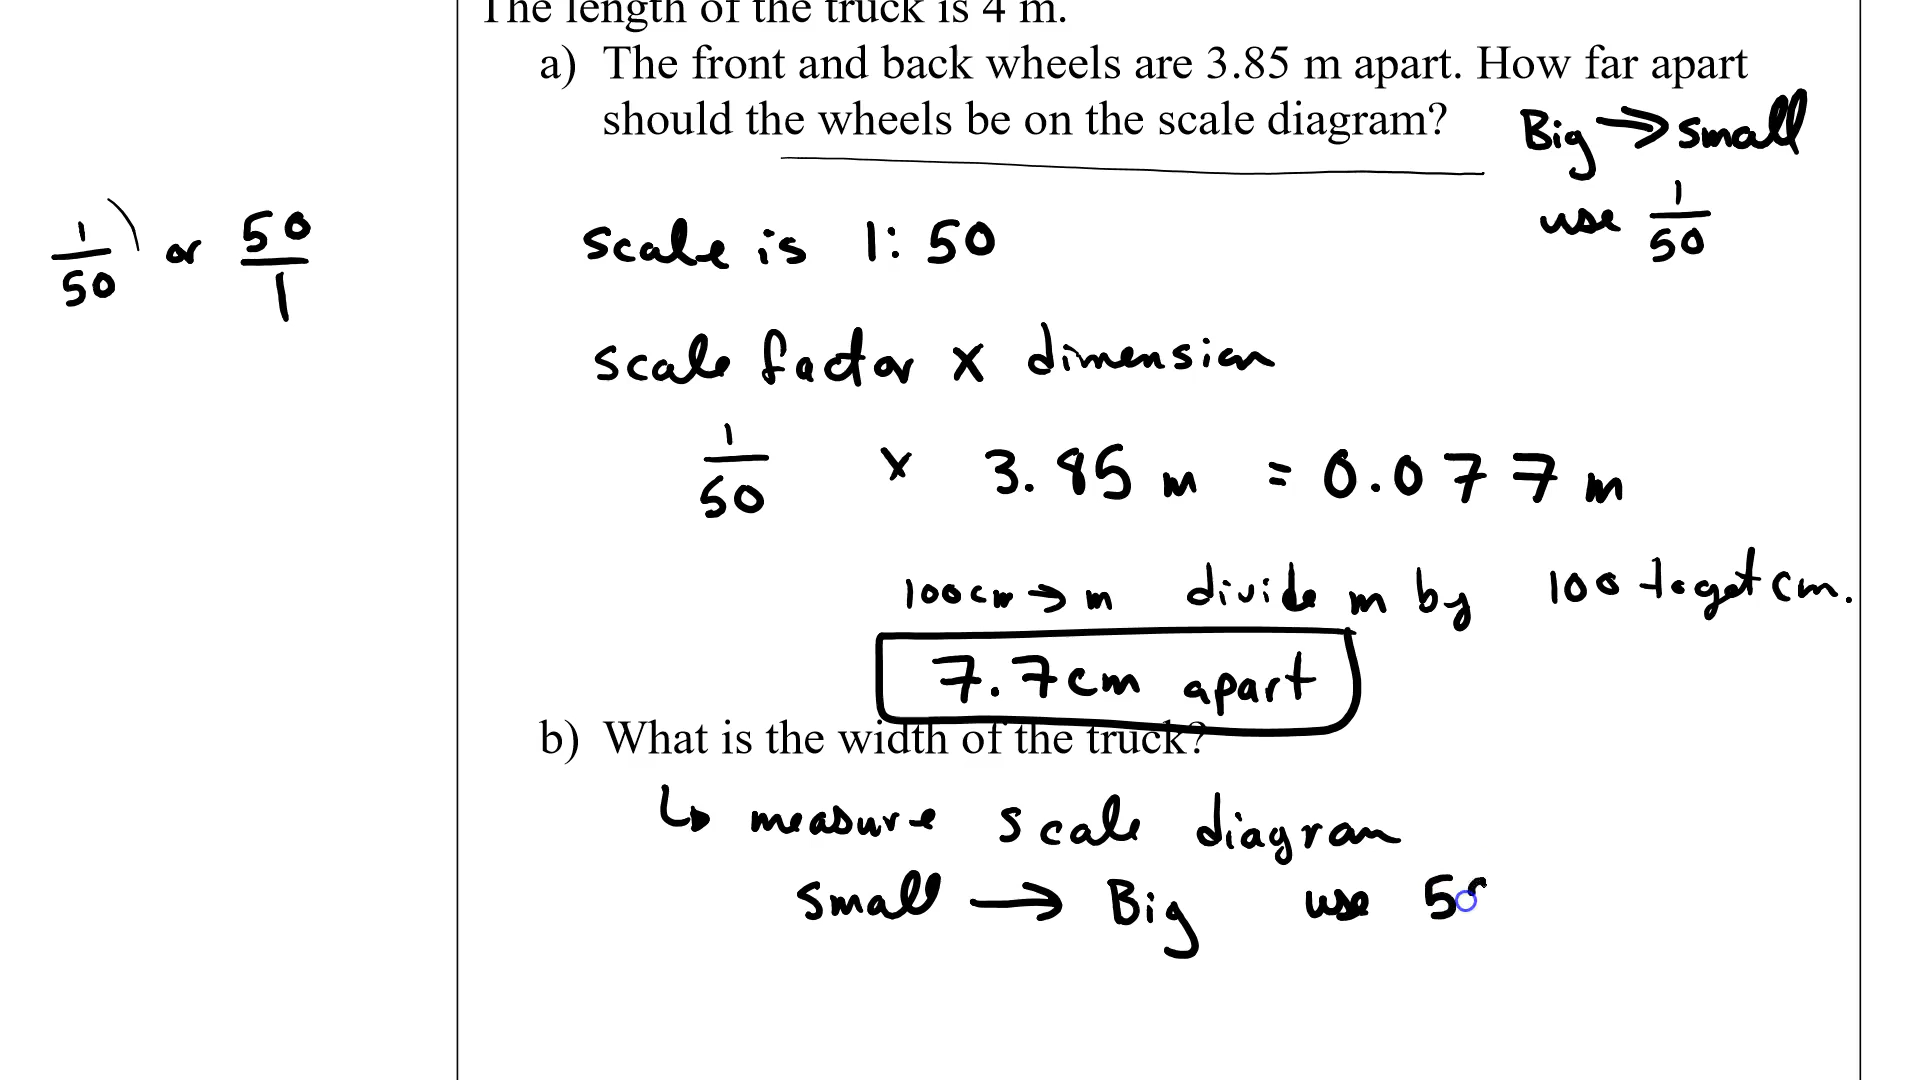 The length of the truck is 4 m.
a) The front and back wheels are 3.85 m apart. How far apart
should the wheels be on the scale diagram?
Big → small
use 1/50
1/50 or 50/1
scale is 1:50
scale factor x dimension
1/50 x 3.85 m = 0.077 m
100cm → m divide m by 100 to get cm.
7.7cm apart
b) What is the width of the truck?
↳ measure scale diagram
small → Big use 50